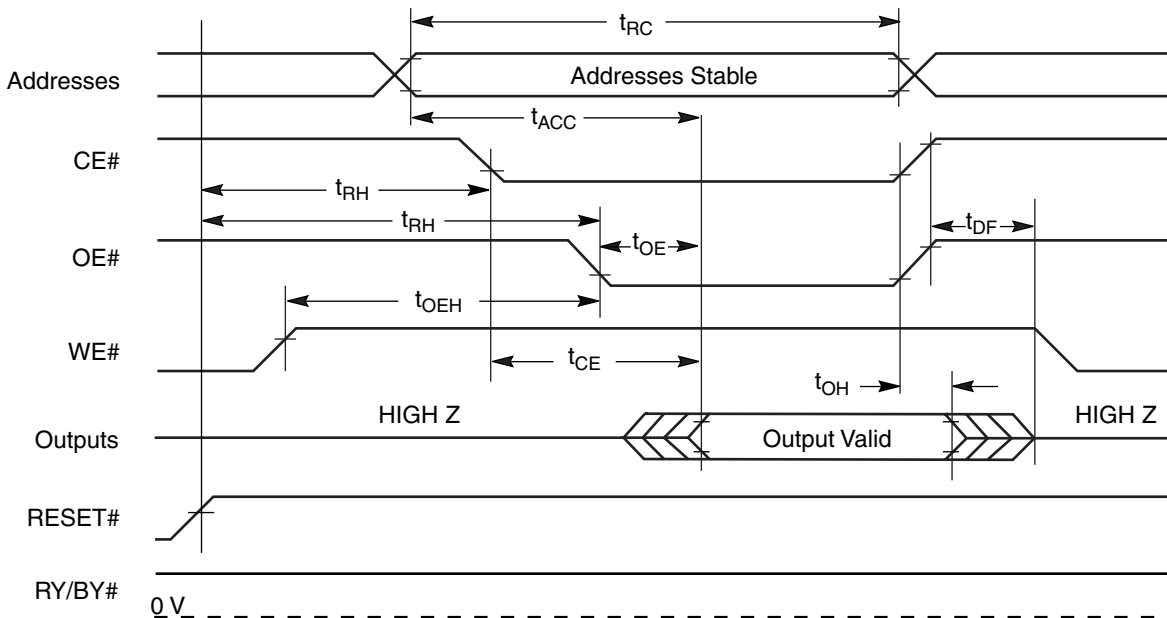 tRC
Addresses
Addresses Stable
tACC
CE#
tRH
tRH
tDF
OE#
tOE
tOEH
WE#
tCE
tOH
HIGH Z
HIGH Z
Outputs
Output Valid
RESET#
RY/BY#
0 V